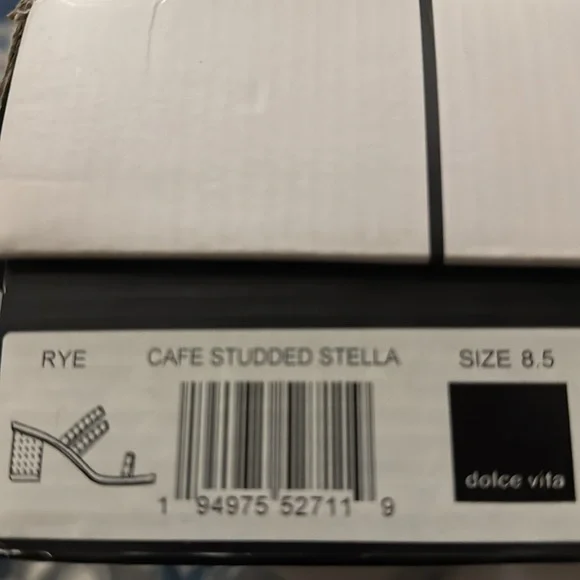 RYE CAFE STUDDED STELLA SIZE 8.5
dolce vita
1 94975 52711 9